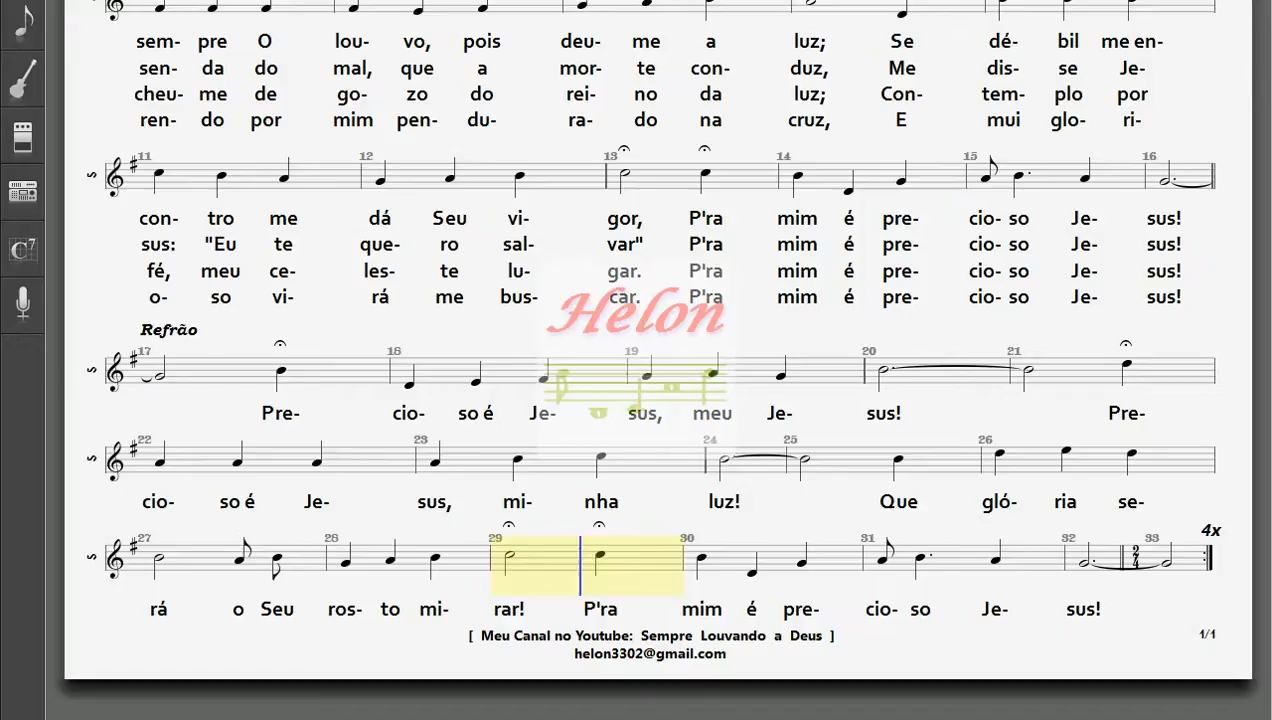 sem- pre O lou- vo, pois deu- me a luz; Se dé- bil me en-
sen- da do mal, que a mor- te con- duz, Me dis- se Je-
cheu- me de go- zo do rei- no da luz; Con- tem- plo por
ren- do por mim pen- du- ra- do na cruz, E mui glo- ri-
11 12 13 14 15 16
S
con- tro me dá Seu vi- gor, P'ra mim é pre- cio- so Je- sus!
sus: "Eu te que- ro sal- var" P'ra mim é pre- cio- so Je- sus!
fé, meu ce- les- te lu- gar. P'ra mim é pre- cio- so Je- sus!
o- so vi- rá me bus- car. P'ra mim é pre- cio- so Je- sus!
Helon
Refrão
17 18 19 20 21
S
Pre- cio- so é Je- sus, meu Je- sus! Pre-
22 23 24 25 26
S
cio- so é Je- sus, mi- nha luz! Que gló- ria se-
4x
27 28 29 30 31 32 33
S
2
4
rá o Seu ros- to mi- rar! P'ra mim é pre- cio- so Je- sus!
[ Meu Canal no Youtube: Sempre Louvando a Deus ]
1/1
helon3302@gmail.com
C7